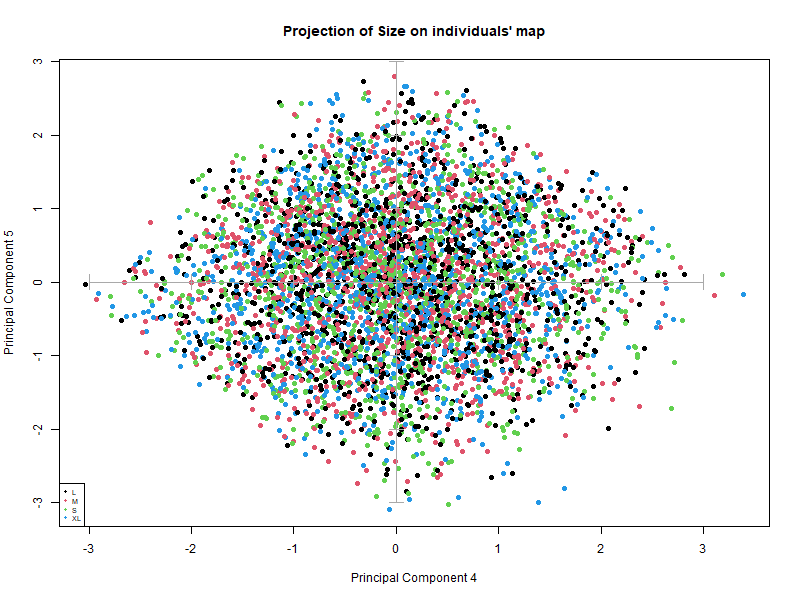 Projection of Size on individuals' map
Principal Component 5
3
2
1
0
-1
-2
-3
L
M
S
XL
-3
-2
-1
0
1
2
3
Principal Component 4